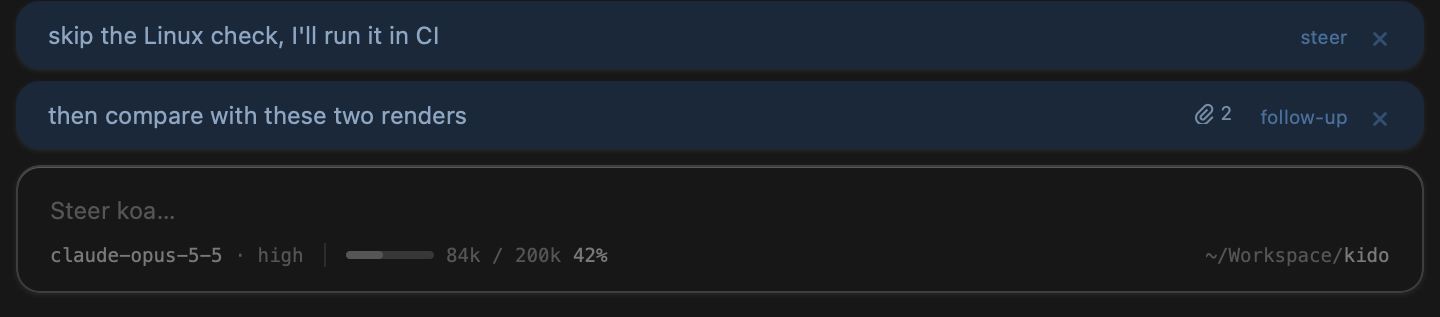 skip the Linux check, I'll run it in CI steer ×
then compare with these two renders 2 follow-up ×
Steer koa...
claude-opus-5-5 · high 84k / 200k 42% ~/Workspace/kido